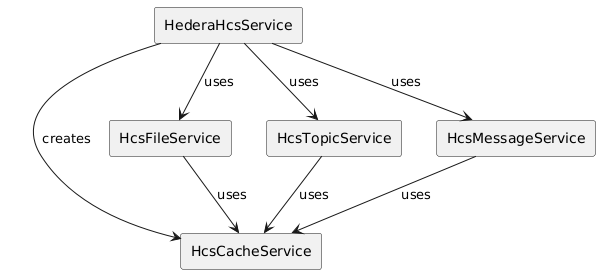 HederaHcsService
uses
uses
uses
creates
HcsFileService
HcsTopicService
HcsMessageService
uses
uses
uses
HcsCacheService